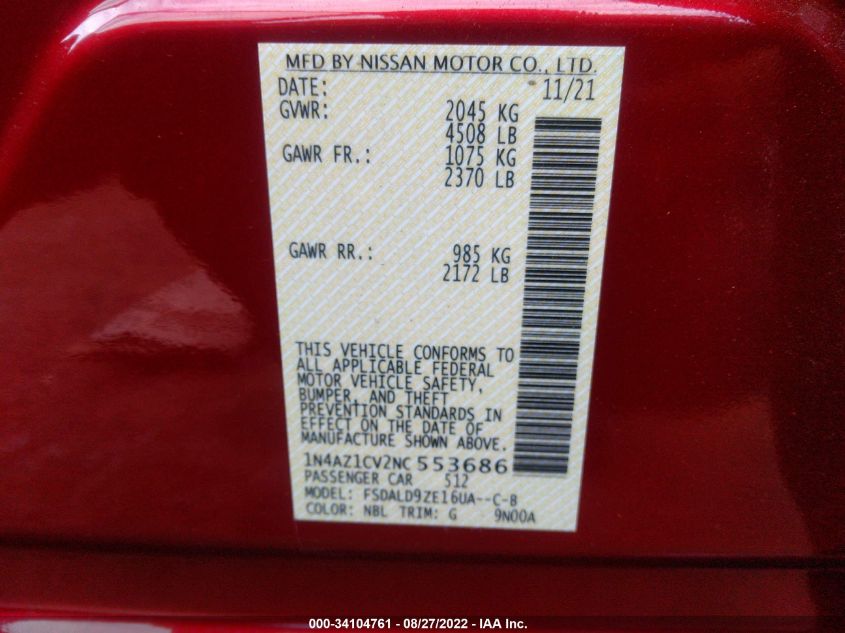 MFD BY NISSAN MOTOR CO., LTD.
DATE: 11/21
GVWR: 2045 KG
4508 LB
GAWR FR.: 1075 KG
2370 LB
GAWR RR.: 985 KG
2172 LB
THIS VEHICLE CONFORMS TO
ALL APPLICABLE FEDERAL
MOTOR VEHICLE SAFETY,
BUMPER, AND THEFT
PREVENTION STANDARDS IN
EFFECT ON THE DATE OF
MANUFACTURE SHOWN ABOVE.
1N4AZ1CV2NC 553686
PASSENGER CAR 512
MODEL: FSDALD9ZE16UA--C-B
COLOR: NBL TRIM: G 9N00A
000-34104761 - 08/27/2022 - IAA Inc.